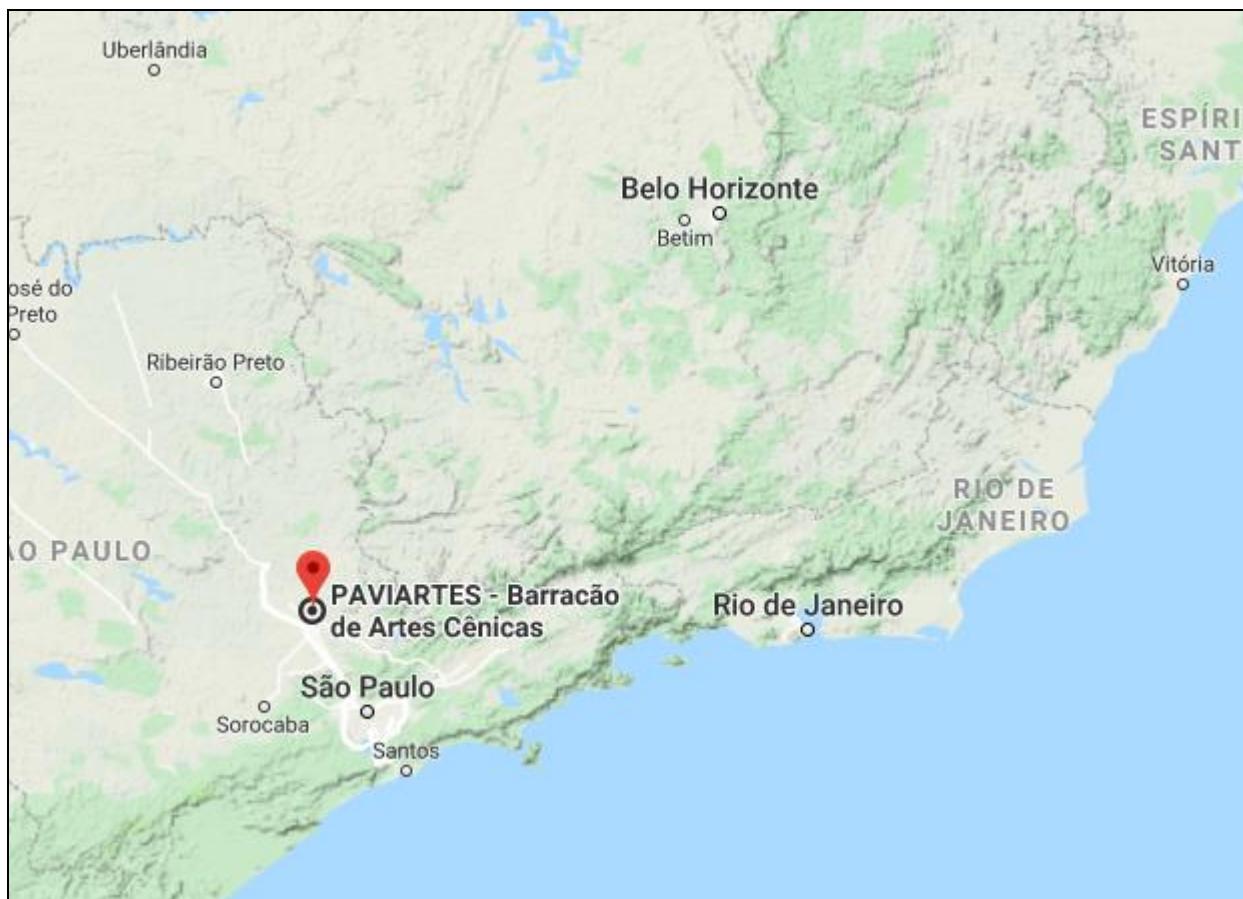 Uberlândia
ESPÍRI
SANT
Belo Horizonte
Betim
Vitória
osé do
Preto
Ribeirão Preto
RIO DE
JANEIRO
ÃO PAULO
PAVIARTES - Barracão
de Artes Cênicas
Rio de Janeiro
São Paulo
Sorocaba
Santos